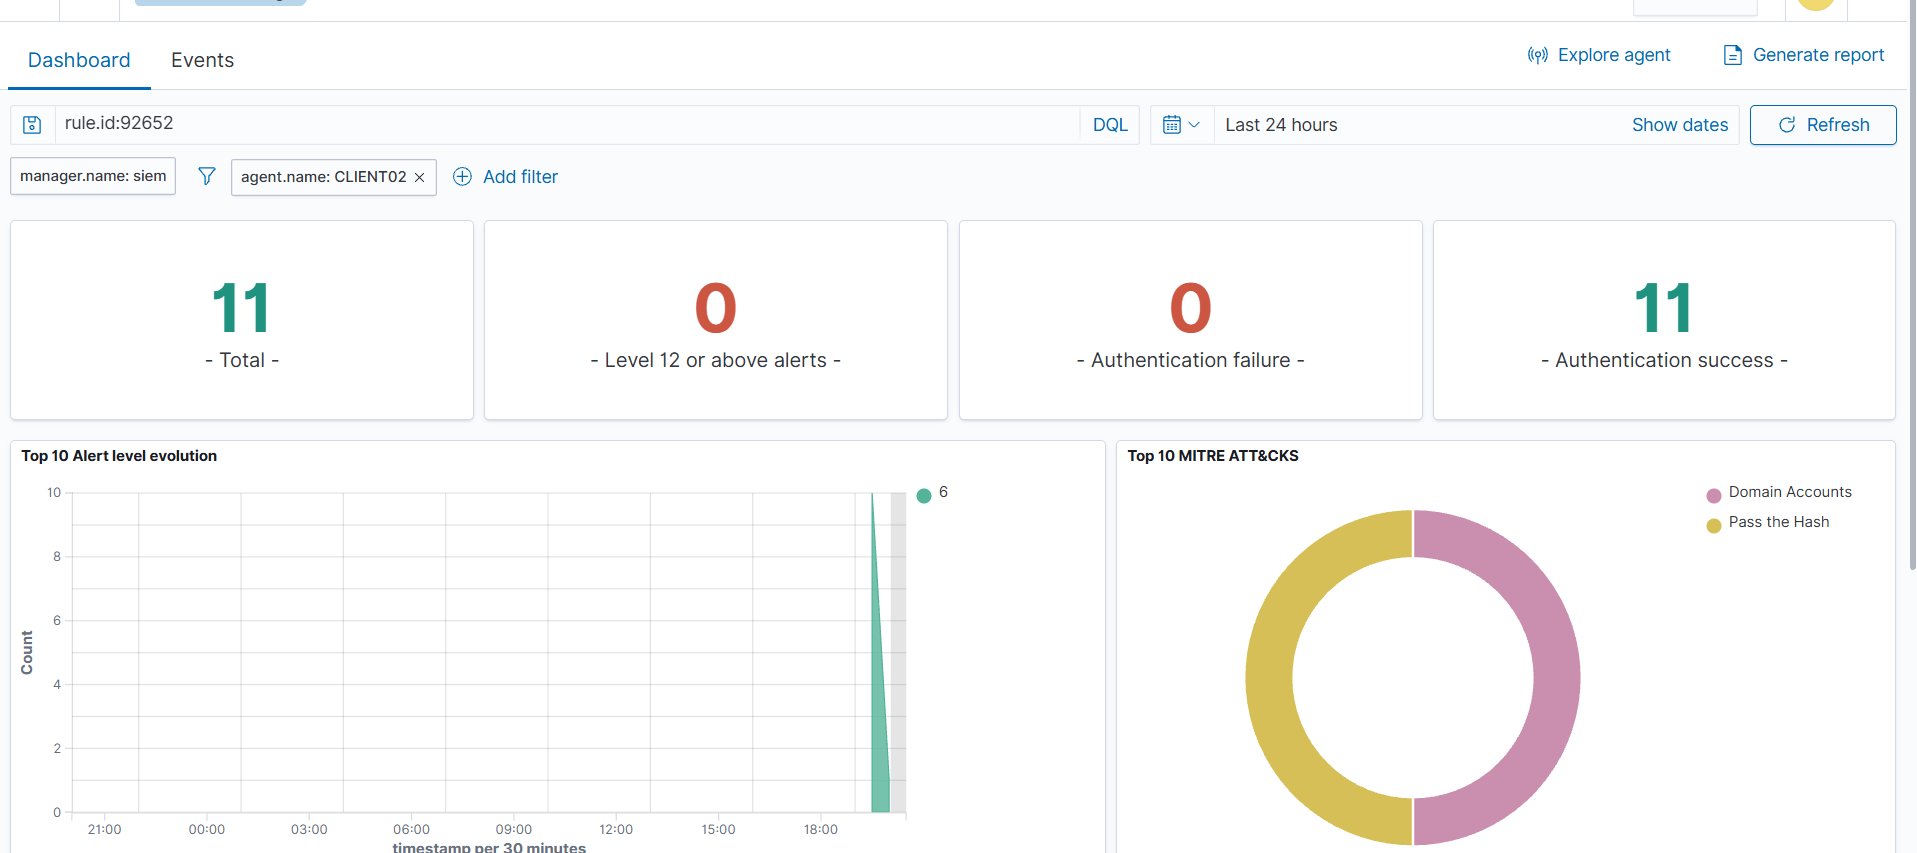 Dashboard
Events
Explore agent
Generate report
rule.id:92652
DQL
Last 24 hours
Show dates
Refresh
manager.name: siem
agent.name: CLIENT02 ×
Add filter
11
- Total -
0
- Level 12 or above alerts -
0
- Authentication failure -
11
- Authentication success -
Top 10 Alert level evolution
10
8
6
4
2
0
Count
21:00
00:00
03:00
06:00
09:00
12:00
15:00
18:00
timestamp per 30 minutes
6
Top 10 MITRE ATT&CKS
Domain Accounts
Pass the Hash